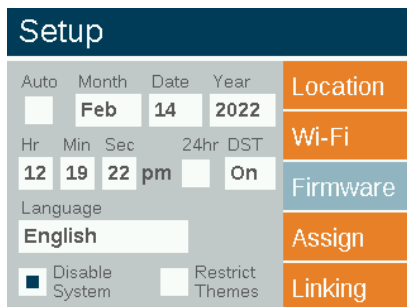 Setup
Auto Month Date Year
Feb 14 2022
Hr Min Sec 24hr DST
12 19 22 pm On
Language
English
Disable System
Restrict Themes
Location
Wi-Fi
Firmware
Assign
Linking